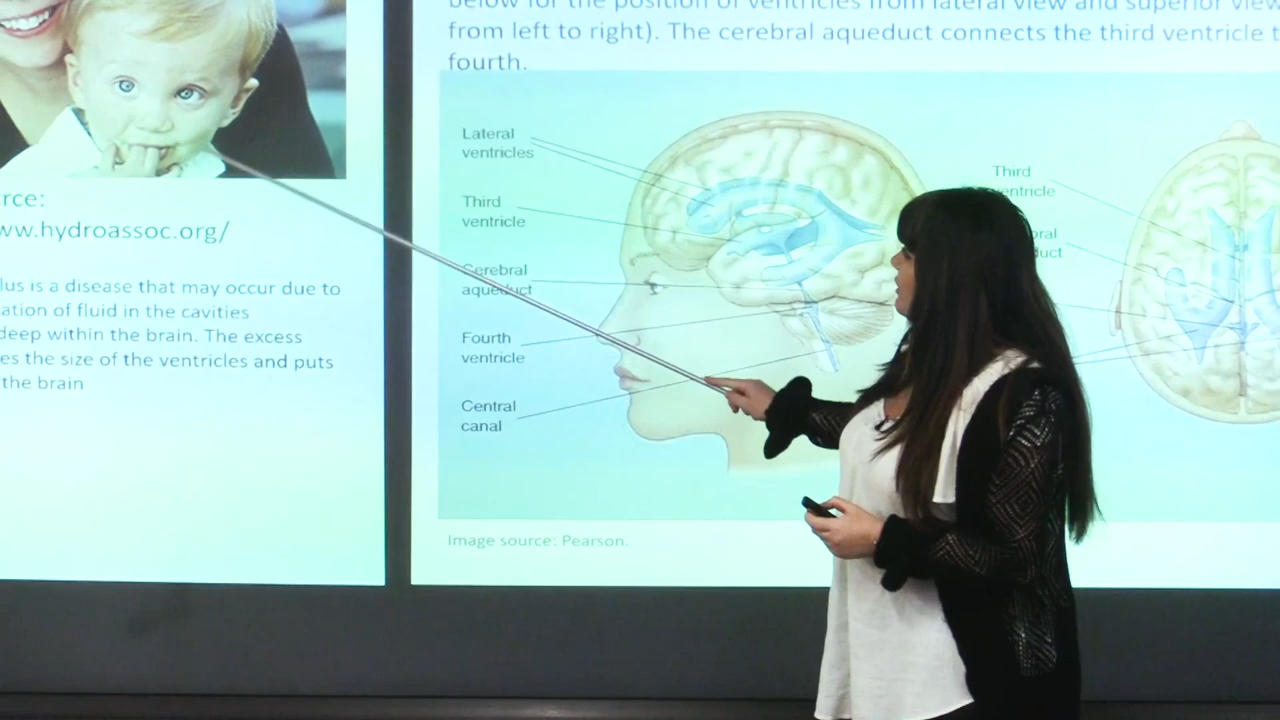 rce:
ww.hydroassoc.org/
lus is a disease that may occur due to
ation of fluid in the cavities
deep within the brain. The excess
es the size of the ventricles and puts
the brain
below for the position of ventricles from lateral view and superior view
from left to right). The cerebral aqueduct connects the third ventricle t
fourth.
Lateral
ventricles
Third
ventricle
Cerebral
aqueduct
Fourth
ventricle
Central
canal
Third
ventricle
bral
duct
Image source: Pearson.